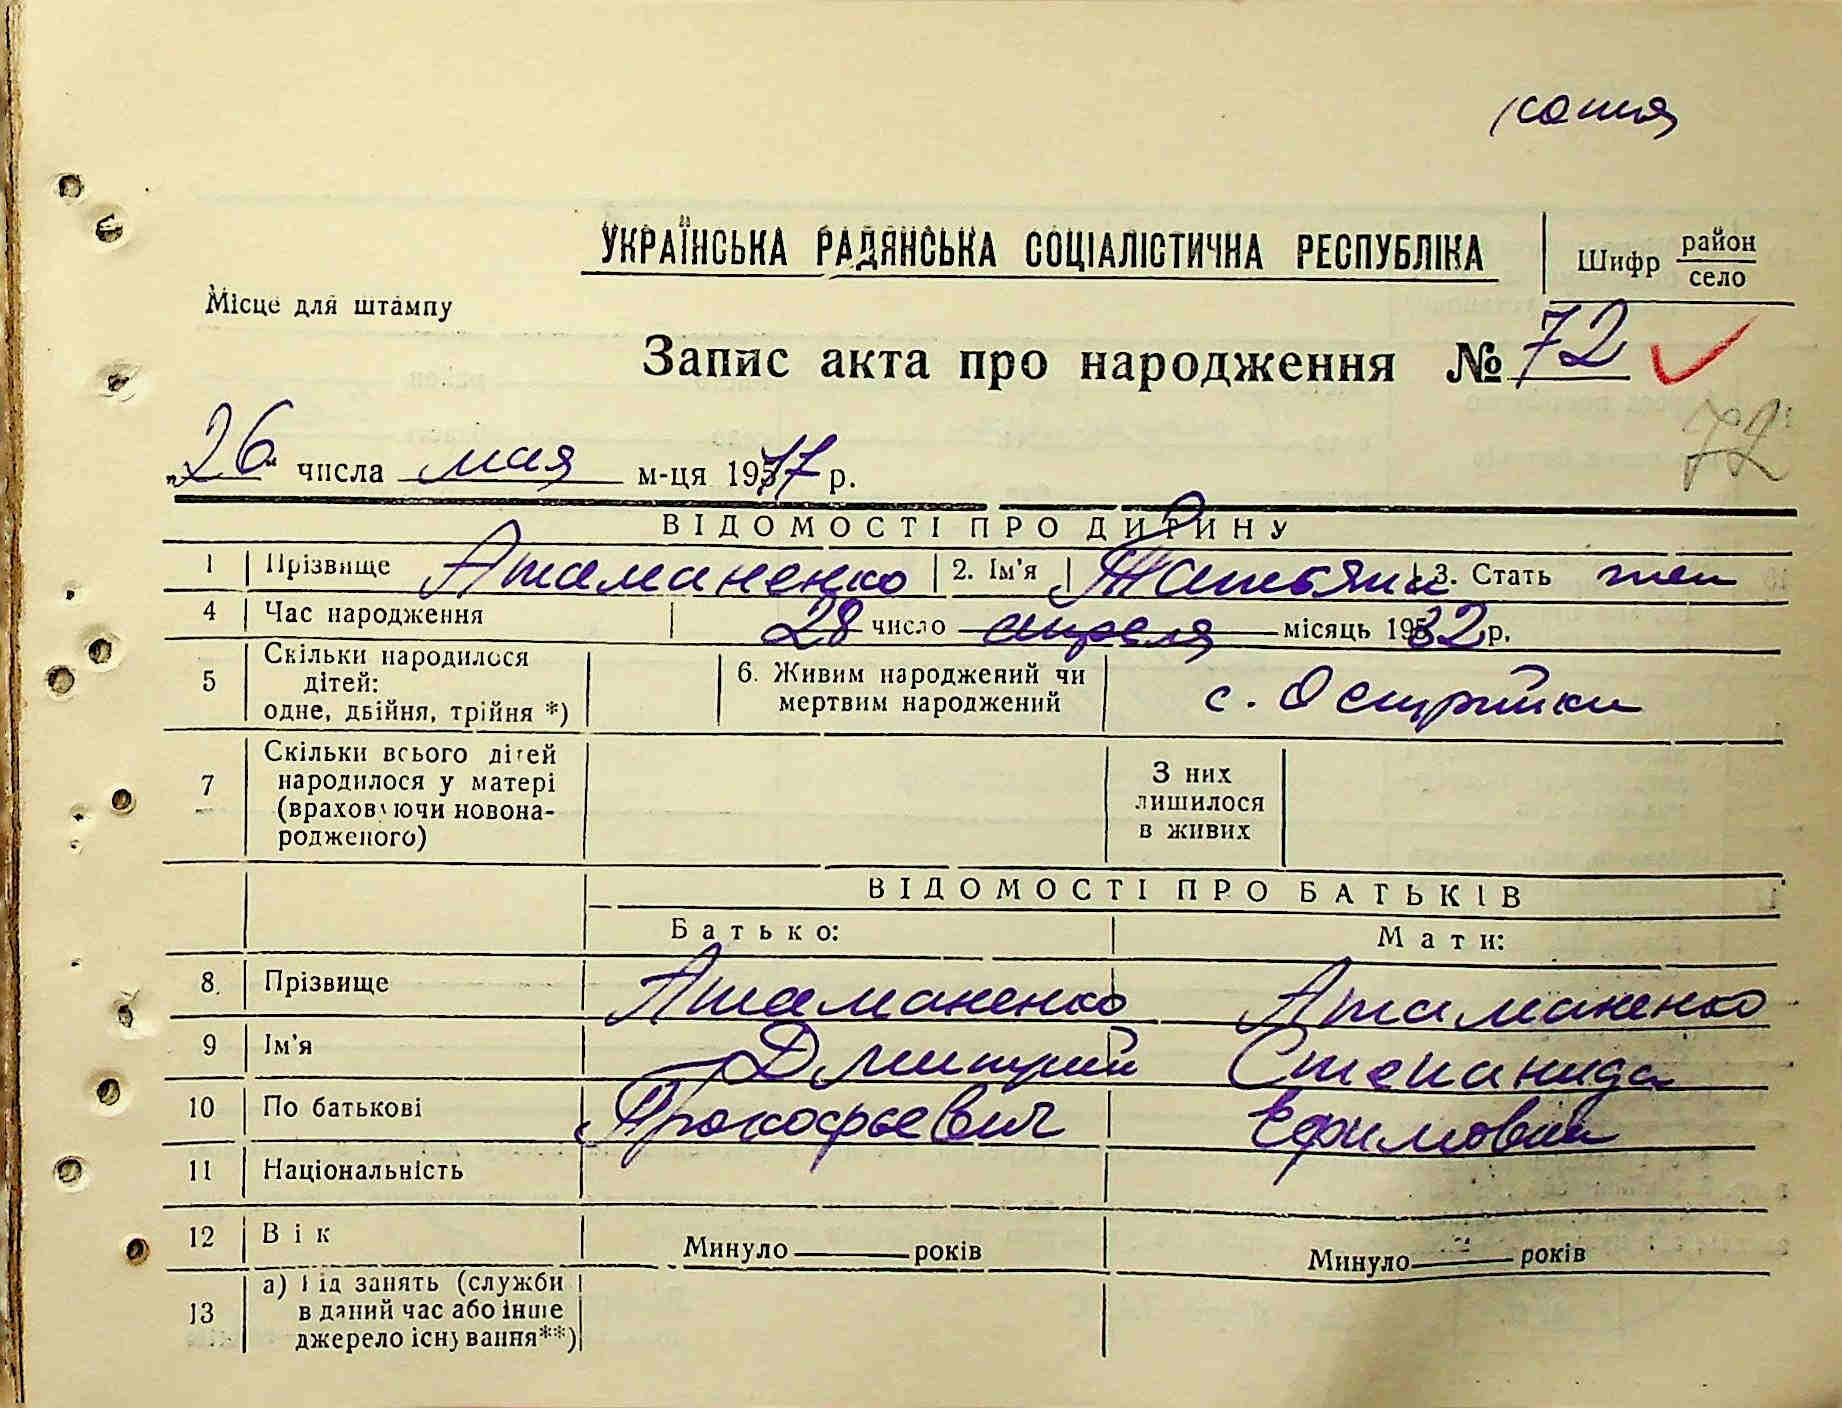 копия
УКРАЇНСЬКА РАДЯНСЬКА СОЦІАЛІСТИЧНА РЕСПУБЛІКА
Шифр район
село
Місце для штампу
Запис акта про народження № 72
72
„26“ числа мая м-ця 1937 р.
ВІДОМОСТІ ПРО ДИТИНУ
1 Прізвище Атаманенко 2. Ім'я Татьяна 3. Стать жен
4 Час народження 28 число апреля місяць 1932 р.
5 Скільки народилося дітей: одне, двійня, трійня *) 6. Живим народжений чи мертвим народжений с. Острийки
7 Скільки всього дітей народилося у матері (враховуючи новонародженого) З них лишилося в живих
ВІДОМОСТІ ПРО БАТЬКІВ
Батько: Мати:
8. Прізвище Атаманенко Атаманенко
9 Ім'я Дмитрий Степанида
10 По батькові Прокофьевич Ефимовна
11 Національність
12 Вік Минуло років Минуло років
13 а) Рід занять (служби в даний час або інше джерело існування**)